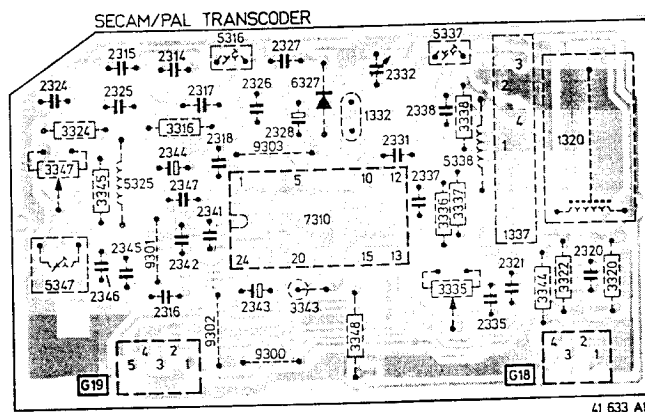 SECAM/PAL TRANSCODER
5316 2327 5337
2315 2314
2326 6327 2332 3
2324 2325 2317 2
2328 1332 2338 3338 4 1320
3324 3316 2318 1
9303 2331
3347 2344 5338
3345 5325 2347 1 5 10 12 2337
2341 7310 3336 3337
9301 1337
5347 2345 2342 24 20 15 13
2346 2321 3344 3322 2320 3320
2316 2343 3343 3335
9302 2335
3348
4 2 9300 4 2
G19 5 3 1 G18 3 1
41 633 A1